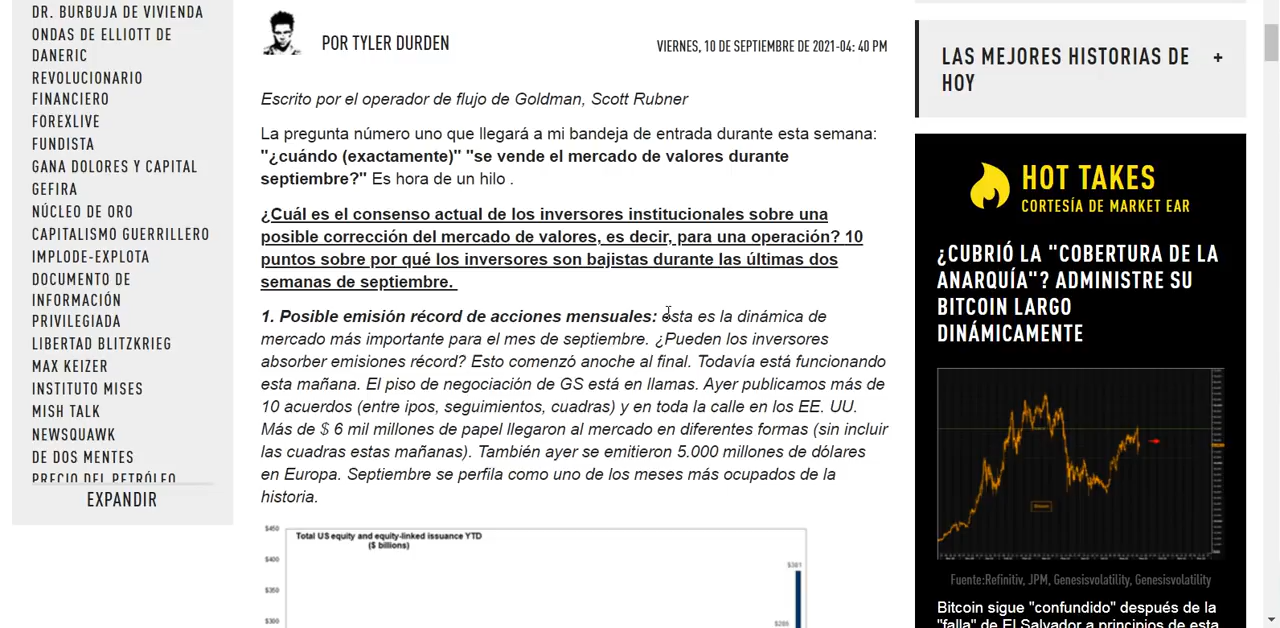 DR. BURBUJA DE VIVIENDA
ONDAS DE ELLIOTT DE
DANERIC
REVOLUCIONARIO
FINANCIERO
FOREXLIVE
FUNDISTA
GANA DOLORES Y CAPITAL
GEFIRA
NÚCLEO DE ORO
CAPITALISMO GUERRILLERO
IMPLODE-EXPLOTA
DOCUMENTO DE
INFORMACIÓN
PRIVILEGIADA
LIBERTAD BLITZKRIEG
MAX KEIZER
INSTITUTO MISES
MISH TALK
NEWSQUAWK
DE DOS MENTES
PRECIO DEL PETRÓLEO
EXPANDIR
POR TYLER DURDEN
VIERNES, 10 DE SEPTIEMBRE DE 2021-04: 40 PM
Escrito por el operador de flujo de Goldman, Scott Rubner
La pregunta número uno que llegará a mi bandeja de entrada durante esta semana:
"¿cuándo (exactamente)" "se vende el mercado de valores durante
septiembre?" Es hora de un hilo .
¿Cuál es el consenso actual de los inversores institucionales sobre una
posible corrección del mercado de valores, es decir, para una operación? 10
puntos sobre por qué los inversores son bajistas durante las últimas dos
semanas de septiembre.
1. Posible emisión récord de acciones mensuales: ésta es la dinámica de
mercado más importante para el mes de septiembre. ¿Pueden los inversores
absorber emisiones récord? Esto comenzó anoche al final. Todavía está funcionando
esta mañana. El piso de negociación de GS está en llamas. Ayer publicamos más de
10 acuerdos (entre ipos, seguimientos, cuadras) y en toda la calle en los EE. UU.
Más de $ 6 mil millones de papel llegaron al mercado en diferentes formas (sin incluir
las cuadras estas mañanas). También ayer se emitieron 5.000 millones de dólares
en Europa. Septiembre se perfila como uno de los meses más ocupados de la
historia.
Total US equity and equity-linked issuance YTD
($ billions)
$450
$400
$350
$300
$381
$286
LAS MEJORES HISTORIAS DE
HOY
+
HOT TAKES
CORTESÍA DE MARKET EAR
¿CUBRIÓ LA "COBERTURA DE LA
ANARQUÍA"? ADMINISTRE SU
BITCOIN LARGO
DINÁMICAMENTE
Bitcoin
Fuente:Refinitiv, JPM, Genesisvolatility, Genesisvolatility
Bitcoin sigue "confundido" después de la
"falla" de El Salvador a principios de esta